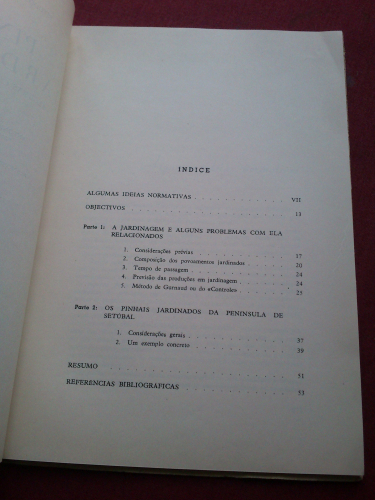 INDICE
ALGUMAS IDEIAS NORMATIVAS . . . . . . . . . . . VII
OBJECTIVOS . . . . . . . . . . . . . . . . . 13
Parte 1: A JARDINAGEM E ALGUNS PROBLEMAS COM ELA
RELACIONADOS
1. Considerações prévias . . . . . . . . . . 17
2. Composição dos povoamentos jardinados . . . . . 20
3. Tempo de passagem . . . . . . . . . . . 24
4. Previsão das produções em jardinagem . . . . . 24
5. Método de Gurnaud ou do «Controle» . . . . . 25
Parte 2: OS PINHAIS JARDINADOS DA PENINSULA DE
SETUBAL
1. Considerações gerais . . . . . . . . . . 37
2. Um exemplo concreto . . . . . . . . . . 39
RESUMO . . . . . . . . . . . . . . . . . . 51
REFERENCIAS BIBLIOGRAFICAS . . . . . . . . . . 53